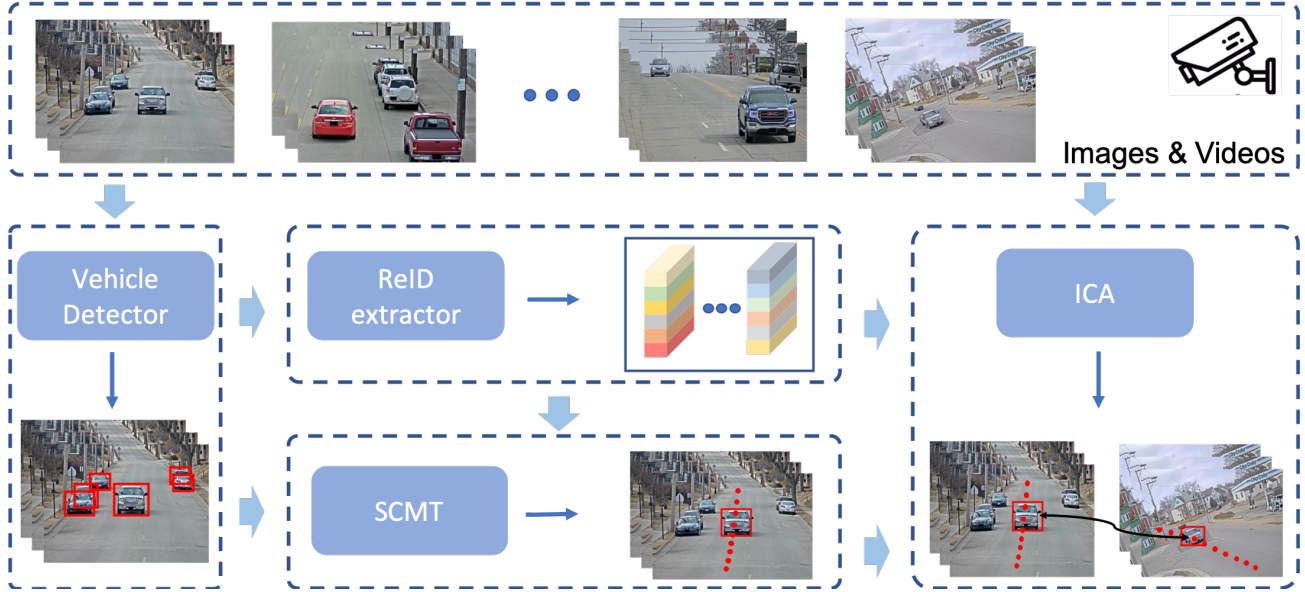 Images & Videos
Vehicle
Detector
ReID
extractor
ICA
SCMT